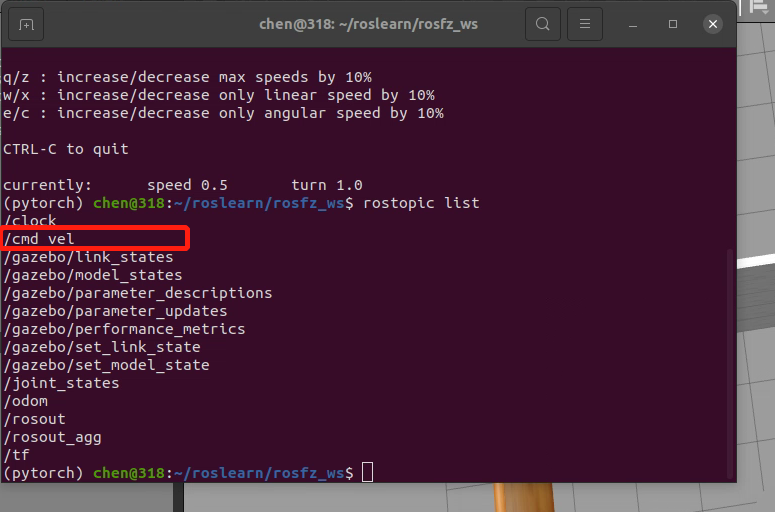 chen@318: ~/roslearn/rosfz_ws
q/z : increase/decrease max speeds by 10%
w/x : increase/decrease only linear speed by 10%
e/c : increase/decrease only angular speed by 10%
CTRL-C to quit
currently:      speed 0.5       turn 1.0
(pytorch) chen@318:~/roslearn/rosfz_ws$ rostopic list
/clock
/cmd_vel
/gazebo/link_states
/gazebo/model_states
/gazebo/parameter_descriptions
/gazebo/parameter_updates
/gazebo/performance_metrics
/gazebo/set_link_state
/gazebo/set_model_state
/joint_states
/odom
/rosout
/rosout_agg
/tf
(pytorch) chen@318:~/roslearn/rosfz_ws$